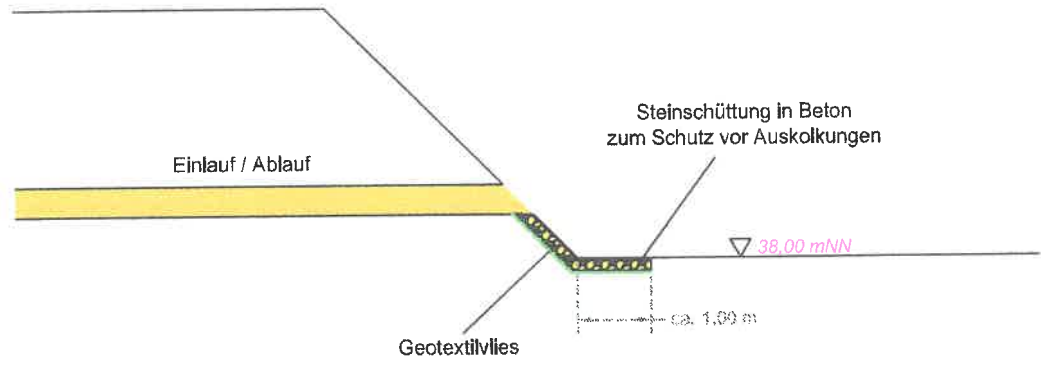 Steinschüttung in Beton
zum Schutz vor Auskolkungen
Einlauf / Ablauf
38,00 mNN
ca. 1,00 m
Geotextilvlies